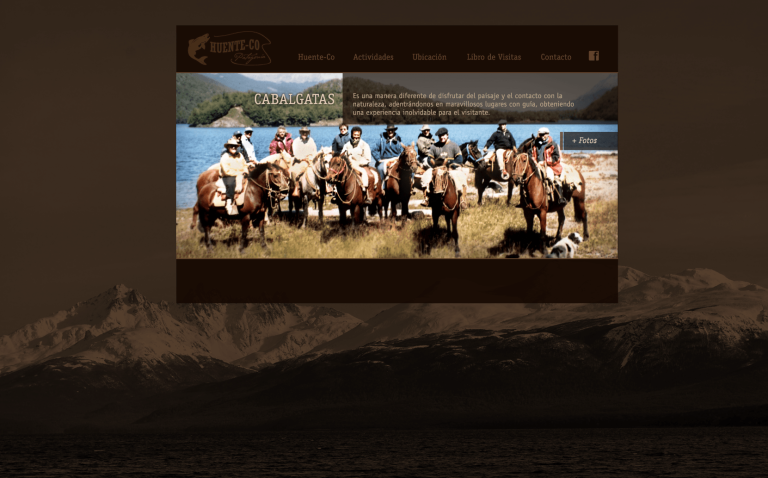 HUENTE-CO
Huente-Co
Actividades
Ubicación
Libro de Visitas
Contacto
CABALGATAS
Es una manera diferente de disfrutar del paisaje y el contacto con la
naturaleza, adentrándonos en maravillosos lugares con guía, obteniendo
una experiencia inolvidable para el visitante.
+ Fotos